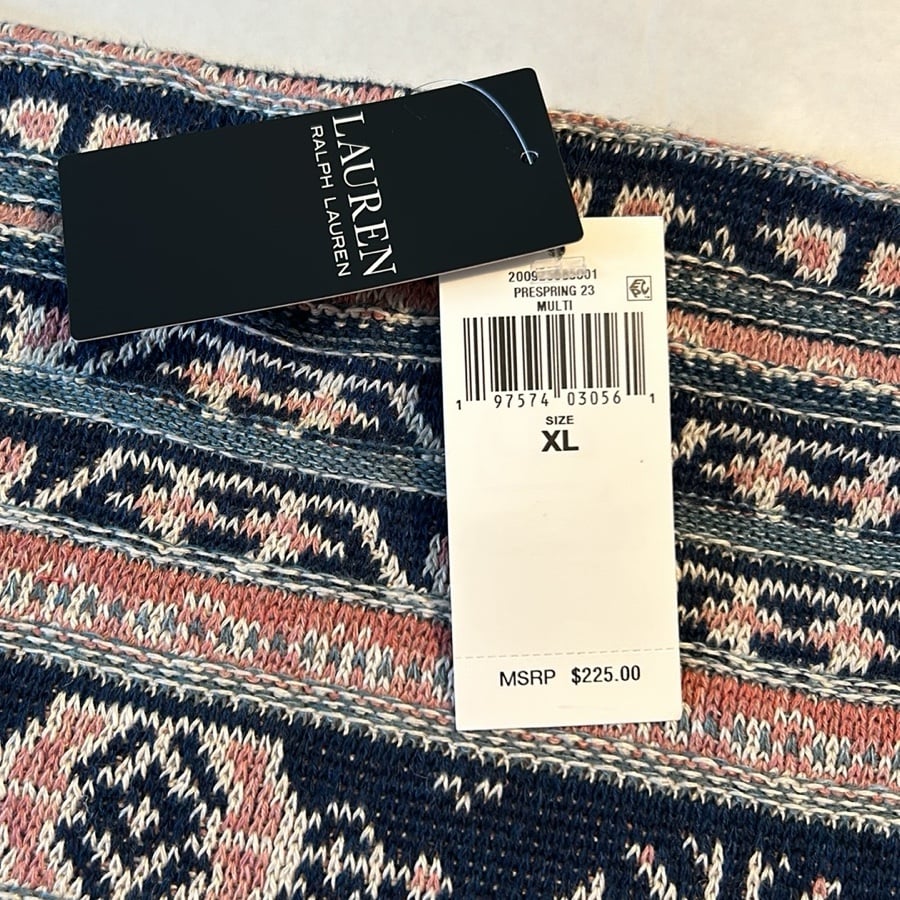 LAUREN
RALPH LAUREN
PRESPRING 23
MULTI
1 97574 03056 1
SIZE
XL
MSRP $225.00